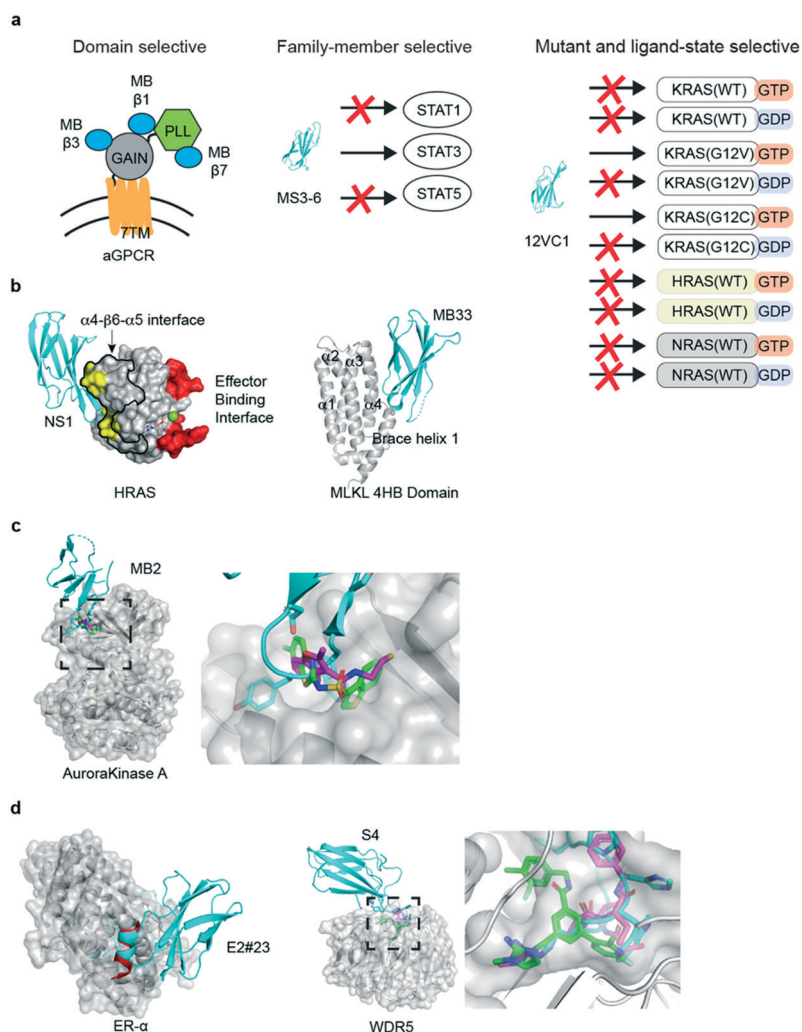 a
Domain selective
MB
β1
MB
β3
PLL
GAIN
MB
β7
7TM
aGPCR
Family-member selective
STAT1
STAT3
STAT5
MS3-6
Mutant and ligand-state selective
KRAS(WT) GTP
KRAS(WT) GDP
KRAS(G12V) GTP
KRAS(G12V) GDP
KRAS(G12C) GTP
KRAS(G12C) GDP
HRAS(WT) GTP
HRAS(WT) GDP
NRAS(WT) GTP
NRAS(WT) GDP
12VC1
b
α4-β6-α5 interface
NS1
Effector
Binding
Interface
HRAS
MB33
α2
α3
α1
α4
Brace helix 1
MLKL 4HB Domain
c
MB2
AuroraKinase A
d
E2#23
ER-α
S4
WDR5